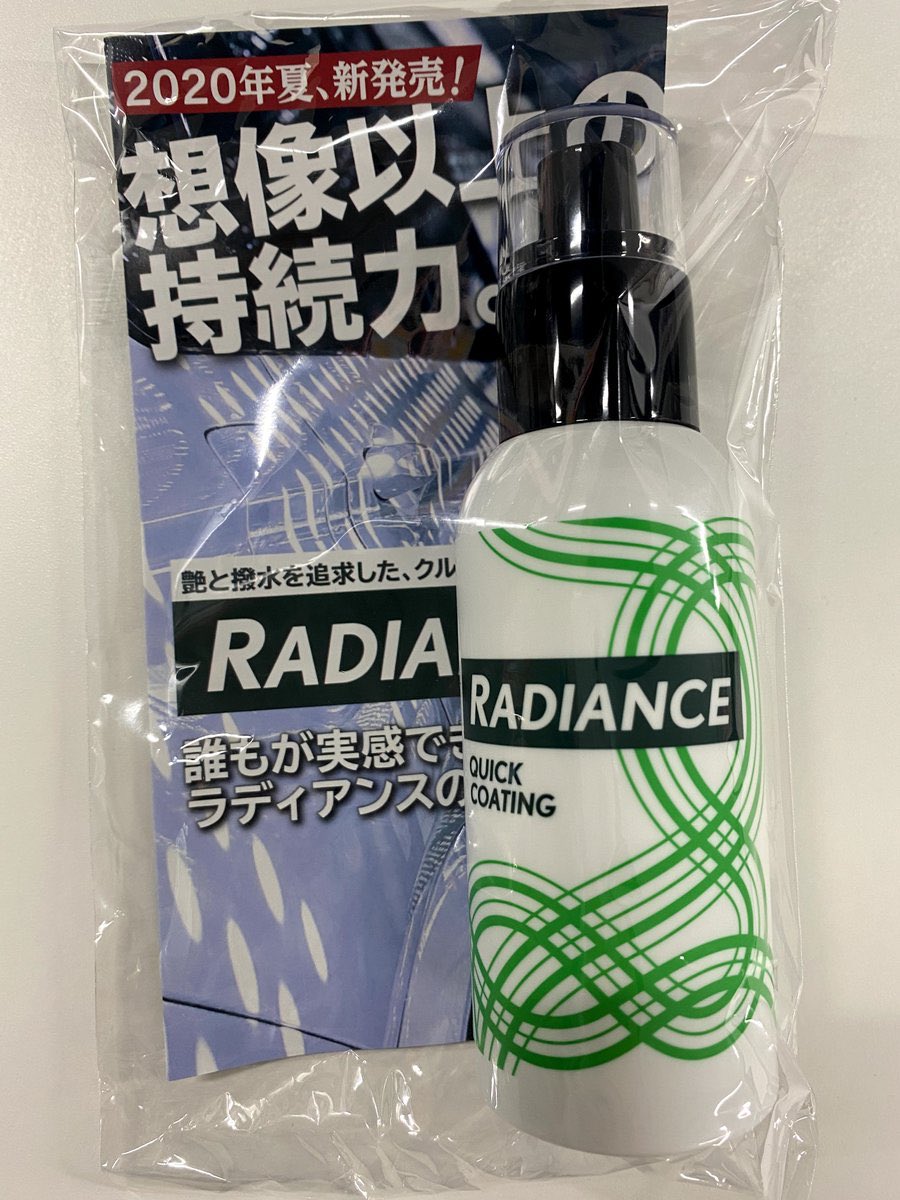 2020年夏、新発売！
想像以上の
持続力。
艶と撥水を追求した、クル
RADIA
誰もが実感でき
ラディアンスの
RADIANCE
QUICK
COATING